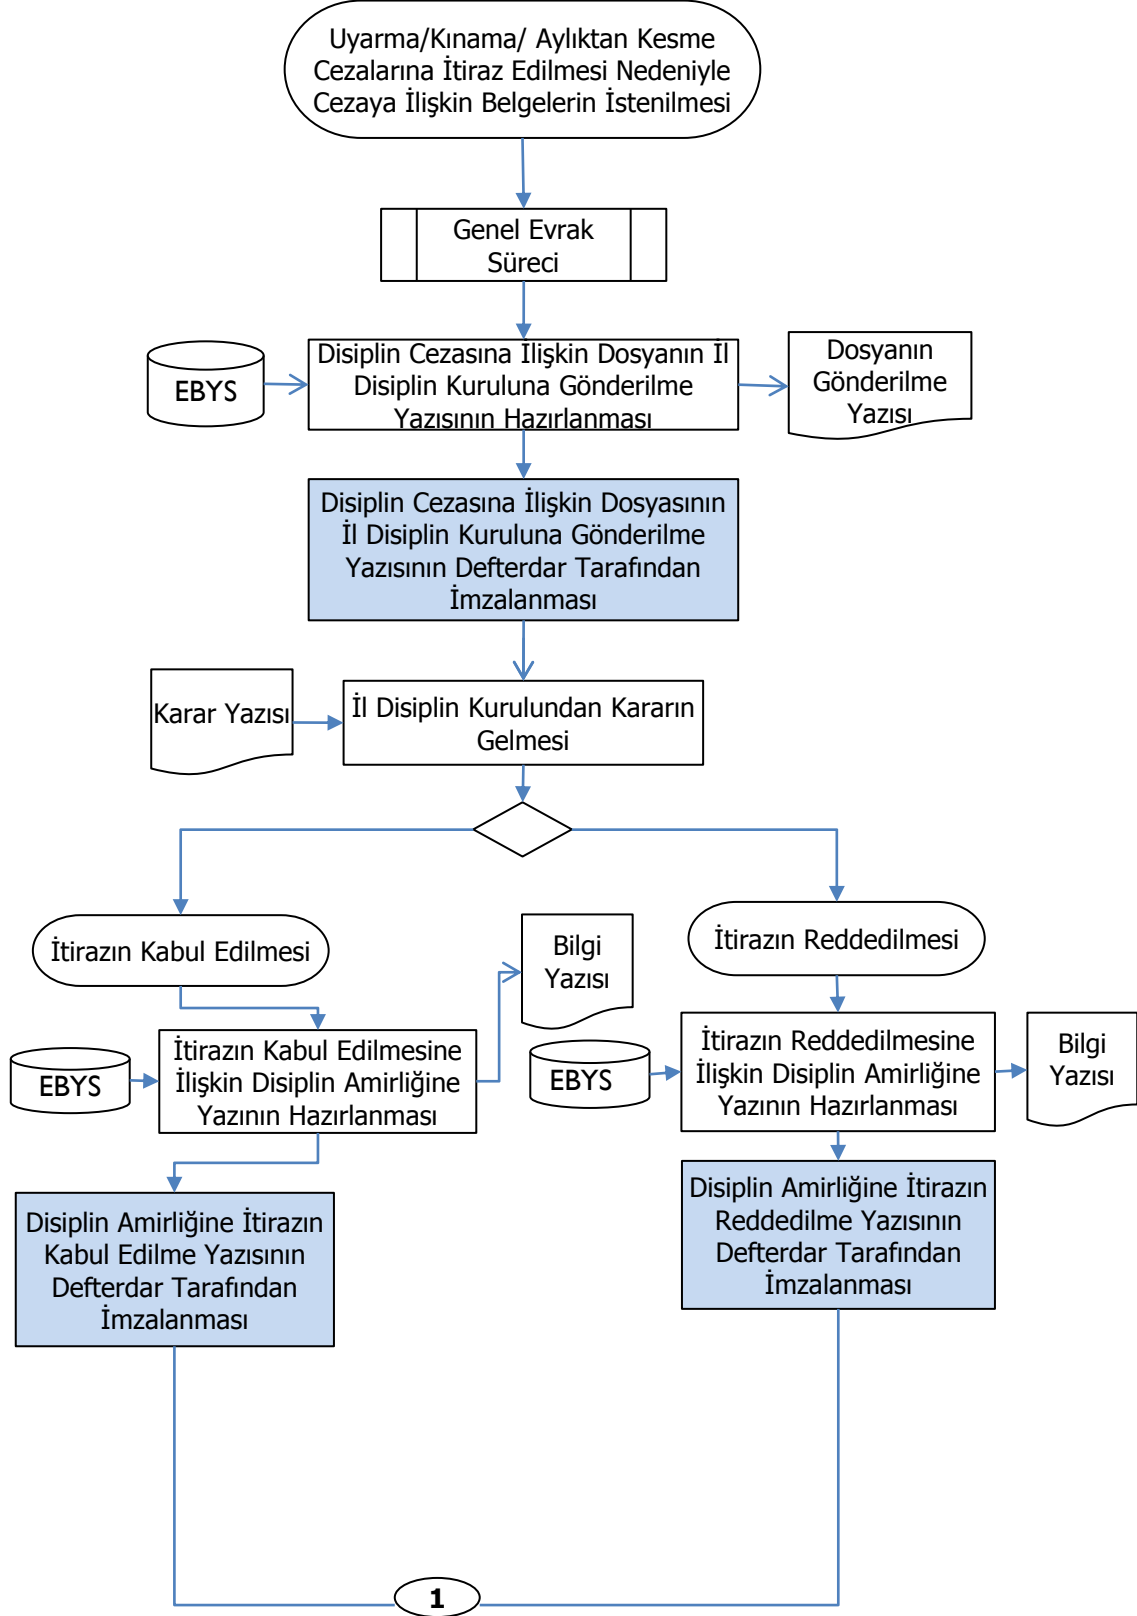 Uyarma/Kınama/ Aylıktan Kesme
Cezalarına İtiraz Edilmesi Nedeniyle
Cezaya İlişkin Belgelerin İstenilmesi
Genel Evrak
Süreci
EBYS
Disiplin Cezasına İlişkin Dosyanın İl
Disiplin Kuruluna Gönderilme
Yazısının Hazırlanması
Dosyanın
Gönderilme
Yazısı
Disiplin Cezasına İlişkin Dosyasının
İl Disiplin Kuruluna Gönderilme
Yazısının Defterdar Tarafından
İmzalanması
Karar Yazısı
İl Disiplin Kurulundan Kararın
Gelmesi
İtirazın Kabul Edilmesi
Bilgi
Yazısı
İtirazın Reddedilmesi
EBYS
İtirazın Kabul Edilmesine
İlişkin Disiplin Amirliğine
Yazının Hazırlanması
EBYS
İtirazın Reddedilmesine
İlişkin Disiplin Amirliğine
Yazının Hazırlanması
Bilgi
Yazısı
Disiplin Amirliğine İtirazın
Kabul Edilme Yazısının
Defterdar Tarafından
İmzalanması
Disiplin Amirliğine İtirazın
Reddedilme Yazısının
Defterdar Tarafından
İmzalanması
1